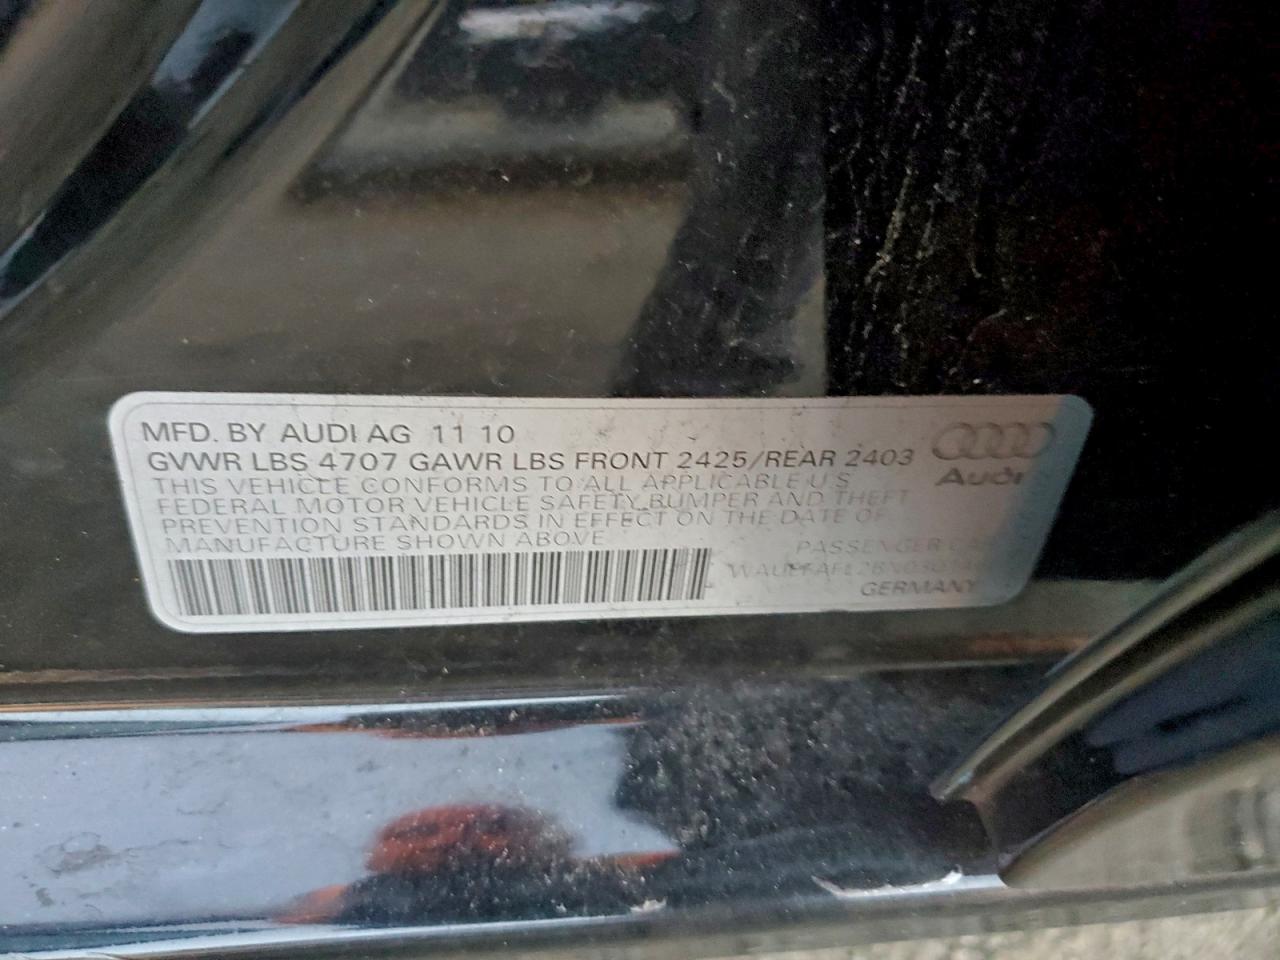 MFD. BY AUDI AG 11 10
GVWR LBS 4707 GAWR LBS FRONT 2425/REAR 2403
Audi
THIS VEHICLE CONFORMS TO ALL APPLICABLE U.S
FEDERAL MOTOR VEHICLE SAFETY, BUMPER AND THEFT
PREVENTION STANDARDS IN EFFECT ON THE DATE OF
MANUFACTURE SHOWN ABOVE
PASSENGER
GERMANY